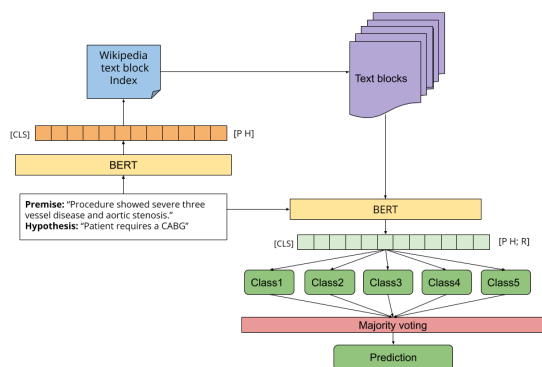 Wikipedia
text block
Index
Text blocks
[CLS]
[P H]
BERT
Premise: “Procedure showed severe three
vessel disease and aortic stenosis.”
Hypothesis: “Patient requires a CABG”
BERT
[CLS]
[P H; R]
Class1
Class2
Class3
Class4
Class5
Majority voting
Prediction